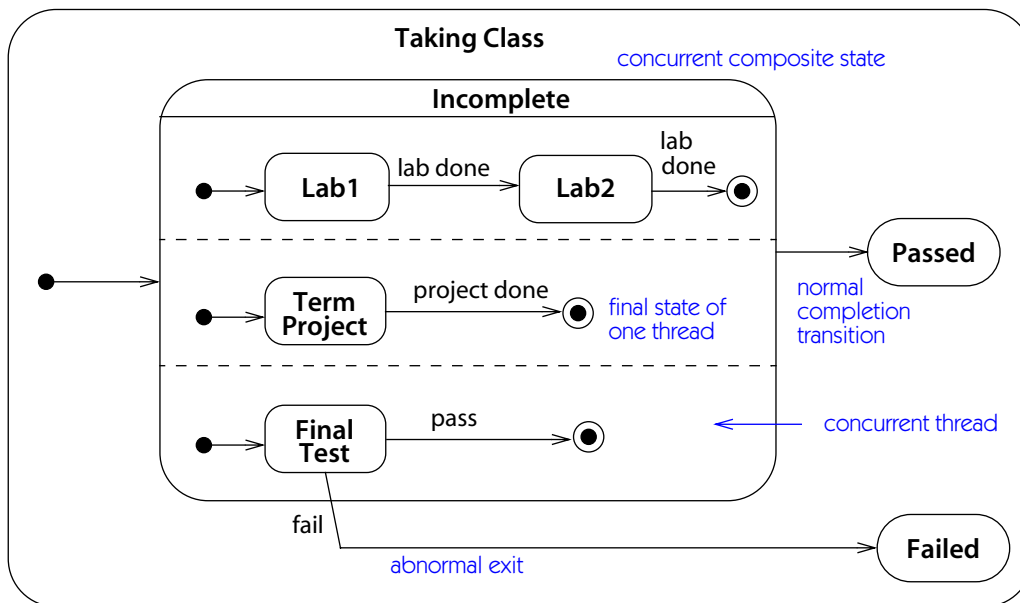 Taking Class
concurrent composite state
Incomplete
lab
done
lab done
Lab1
Lab2
Passed
project done
Term
Project
final state of
one thread
normal
completion
transition
pass
Final
Test
concurrent thread
fail
Failed
abnormal exit